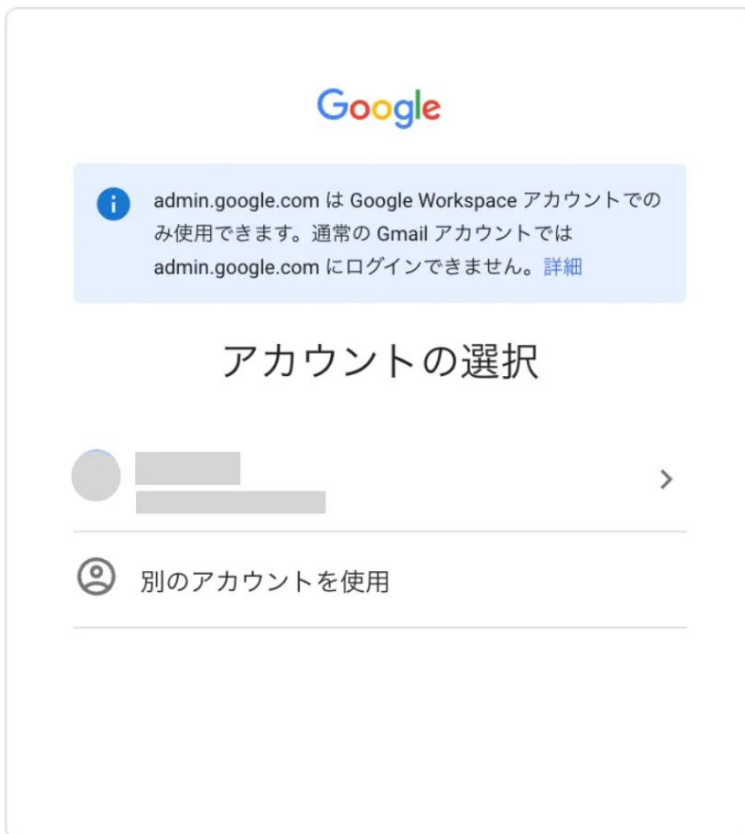 Google
admin.google.com は Google Workspace アカウントでの
み使用できます。通常の Gmail アカウントでは
admin.google.com にログインできません。詳細
アカウントの選択
別のアカウントを使用